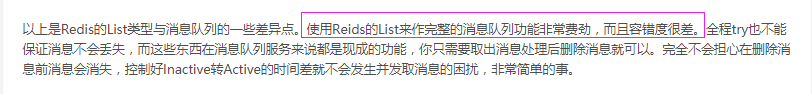 以上是Redis的List类型与消息队列的一些差异点。使用Reids的List来作完整的消息队列功能非常费劲，而且容错度很差。全程try也不能
保证消息不会丢失，而这些东西在消息队列服务来说都是现成的功能，你只需要取出消息处理后删除消息就可以。完全不会担心在删除消
息前消息会消失，控制好Inactive转Active的时间差就不会发生并发取消息的困扰，非常简单的事。